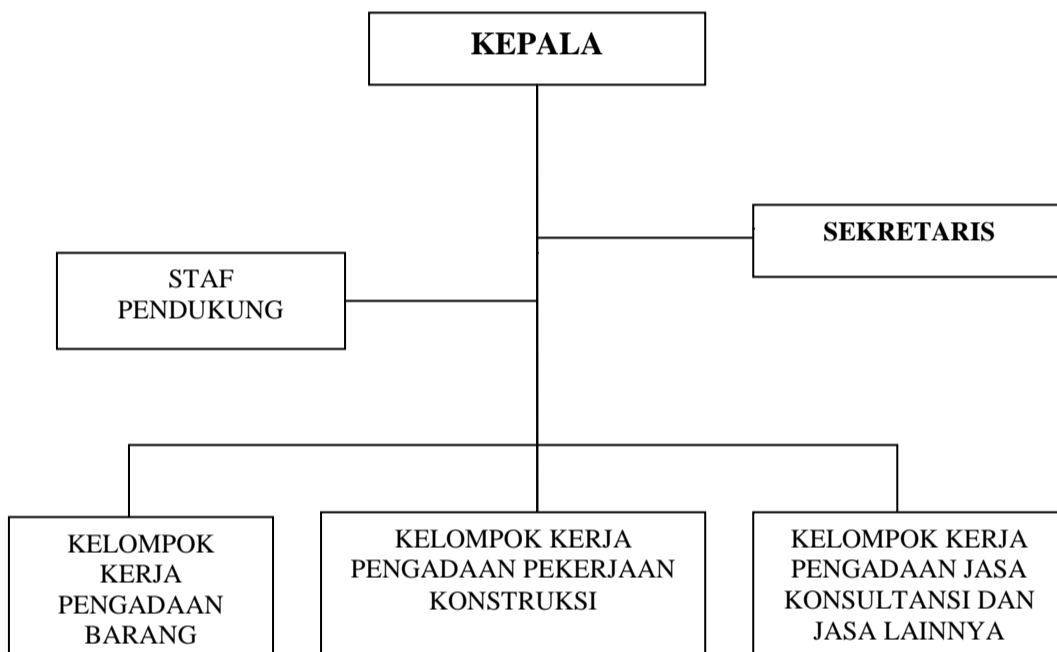 KEPALA
SEKRETARIS
STAF
PENDUKUNG
KELOMPOK
KERJA
PENGADAAN
BARANG
KELOMPOK KERJA
PENGADAAN PEKERJAAN
KONSTRUKSI
KELOMPOK KERJA
PENGADAAN JASA
KONSULTANSI DAN
JASA LAINNYA